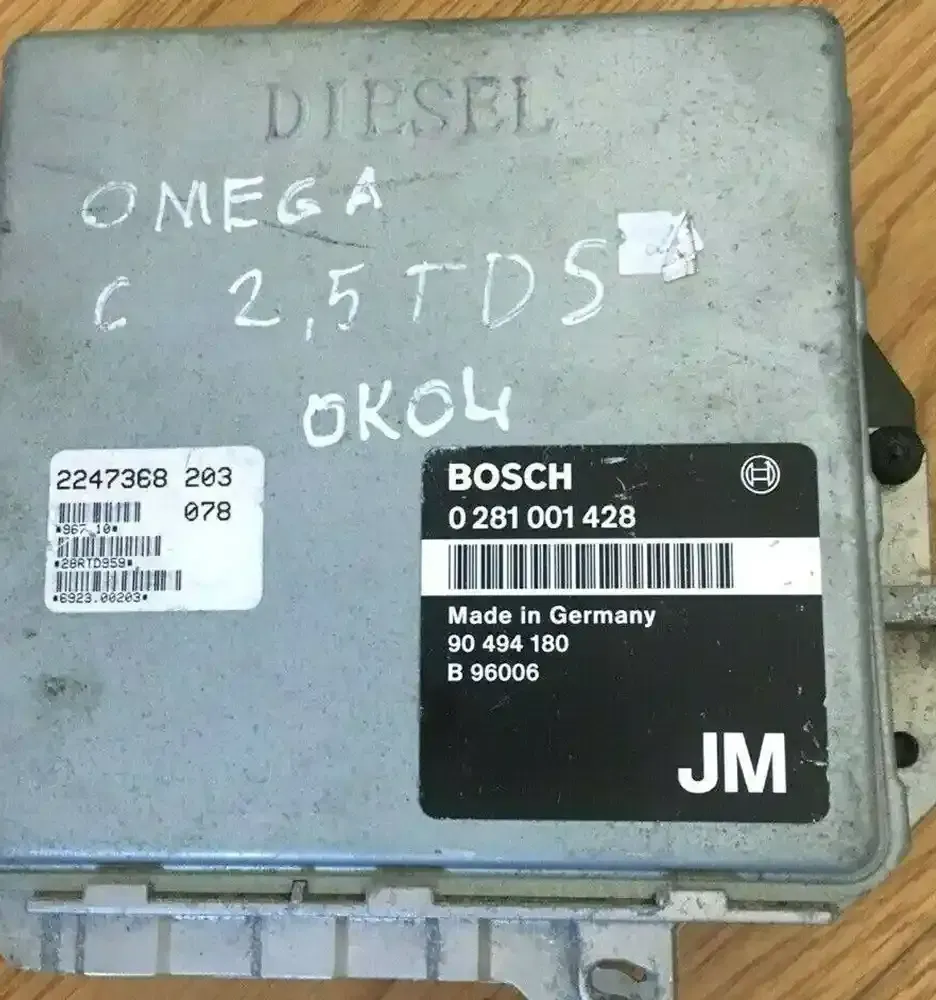 DIESEL
OMEGA
C 2,5 TDS
OKO4
2247368 203
078
*967.10*
*28RTD959*
*6923.00203*
BOSCH
0 281 001 428
Made in Germany
90 494 180
B 96006
JM